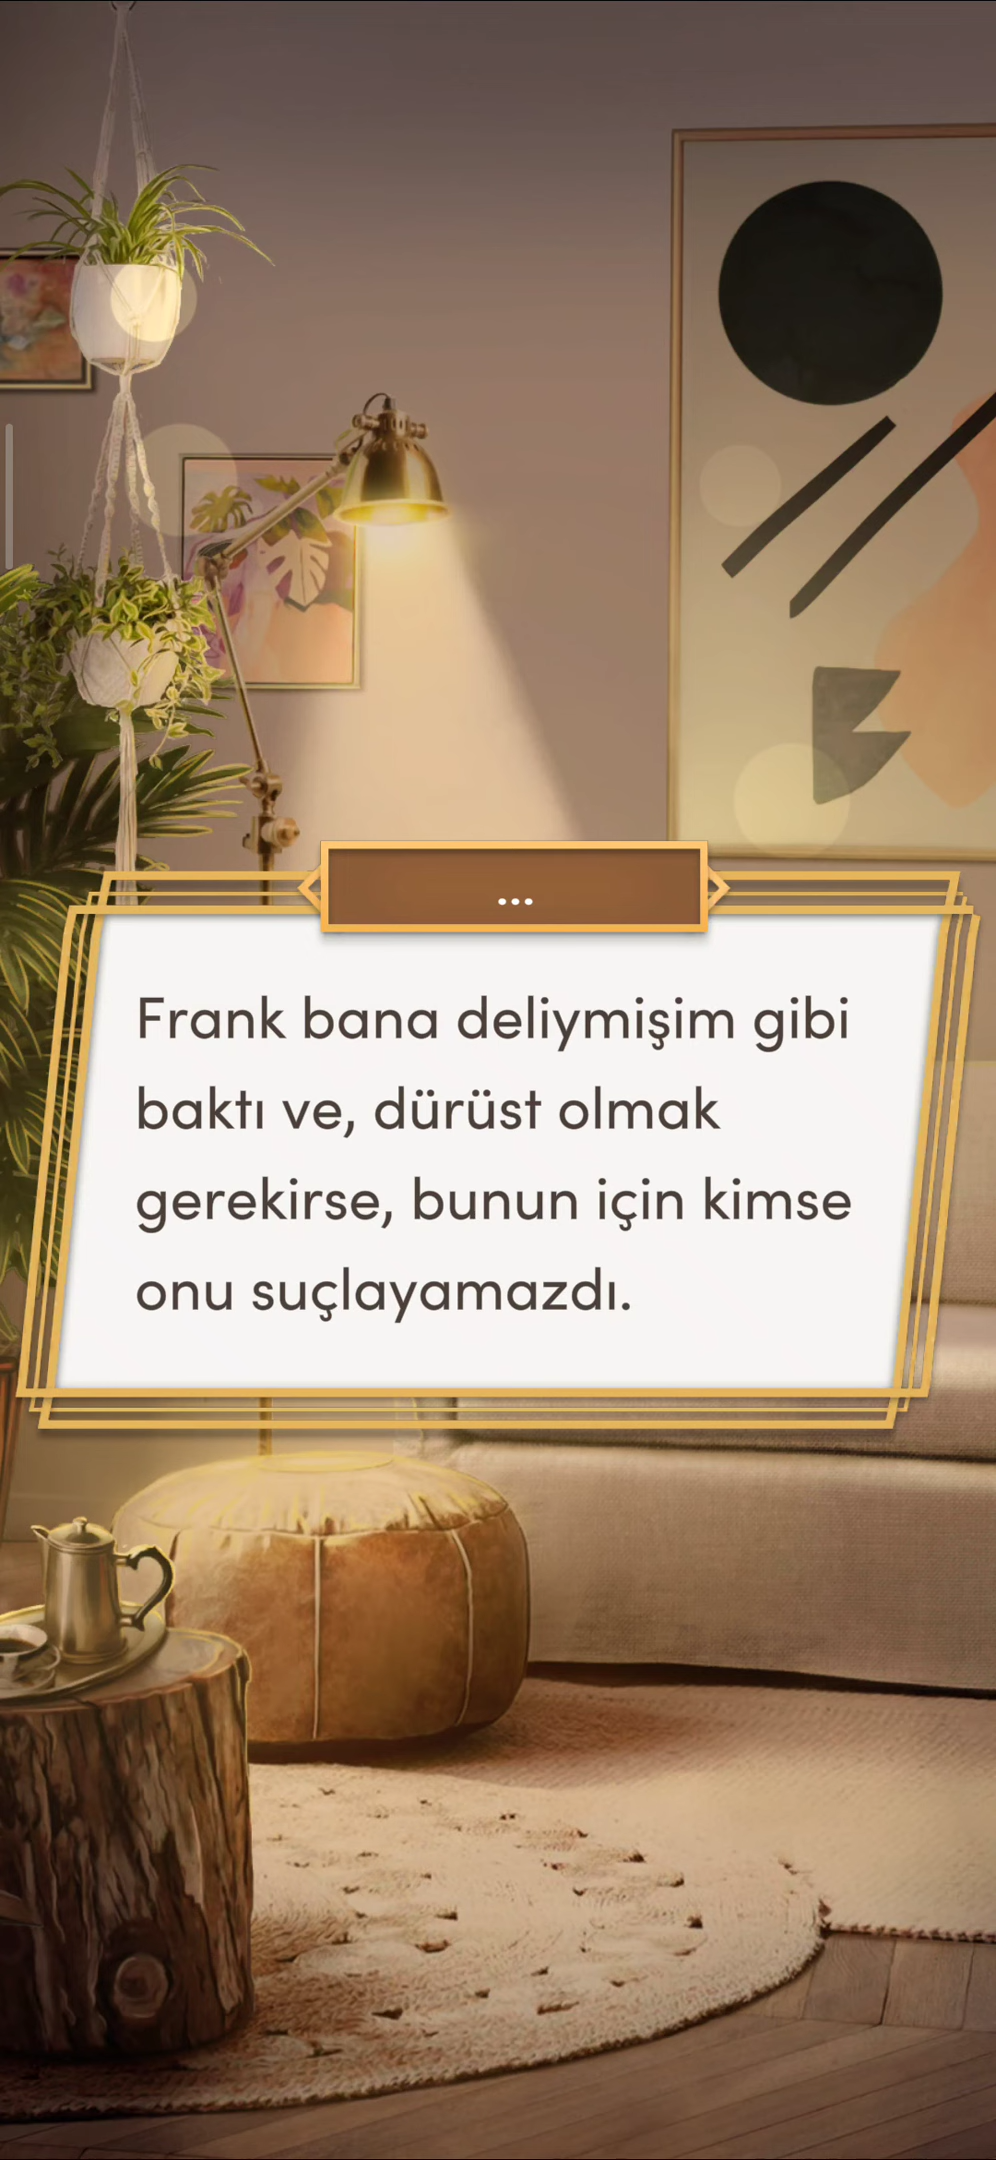 ...
Frank bana deliymişim gibi
baktı ve, dürüst olmak
gerekirse, bunun için kimse
onu suçlayamazdı.